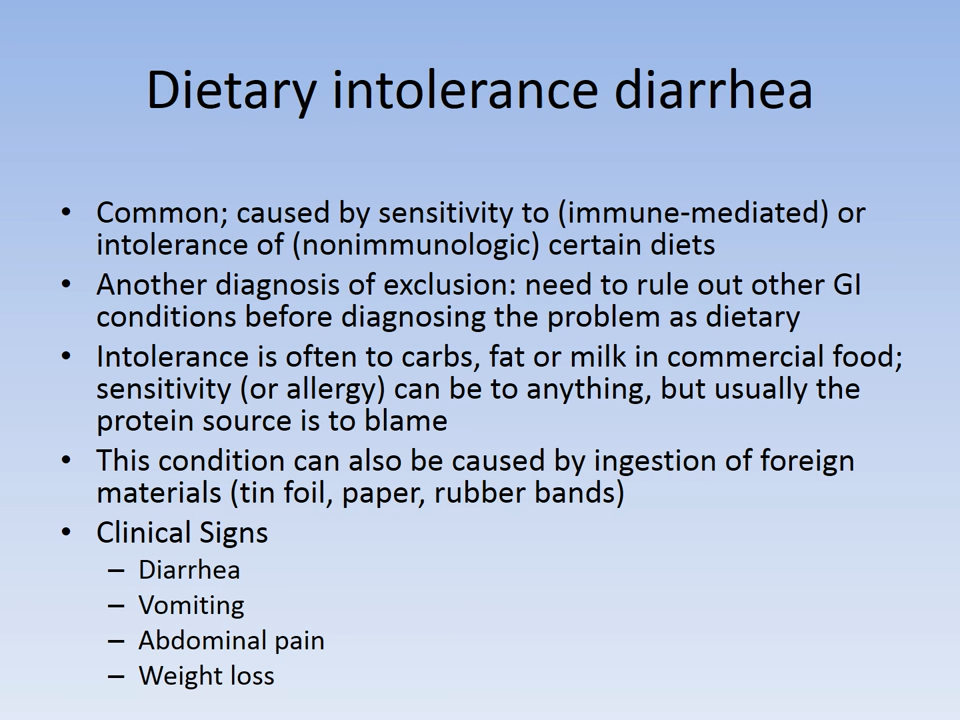 Dietary intolerance diarrhea
• Common; caused by sensitivity to (immune-mediated) or
intolerance of (nonimmunologic) certain diets
• Another diagnosis of exclusion: need to rule out other GI
conditions before diagnosing the problem as dietary
• Intolerance is often to carbs, fat or milk in commercial food;
sensitivity (or allergy) can be to anything, but usually the
protein source is to blame
• This condition can also be caused by ingestion of foreign
materials (tin foil, paper, rubber bands)
• Clinical Signs
– Diarrhea
– Vomiting
– Abdominal pain
– Weight loss